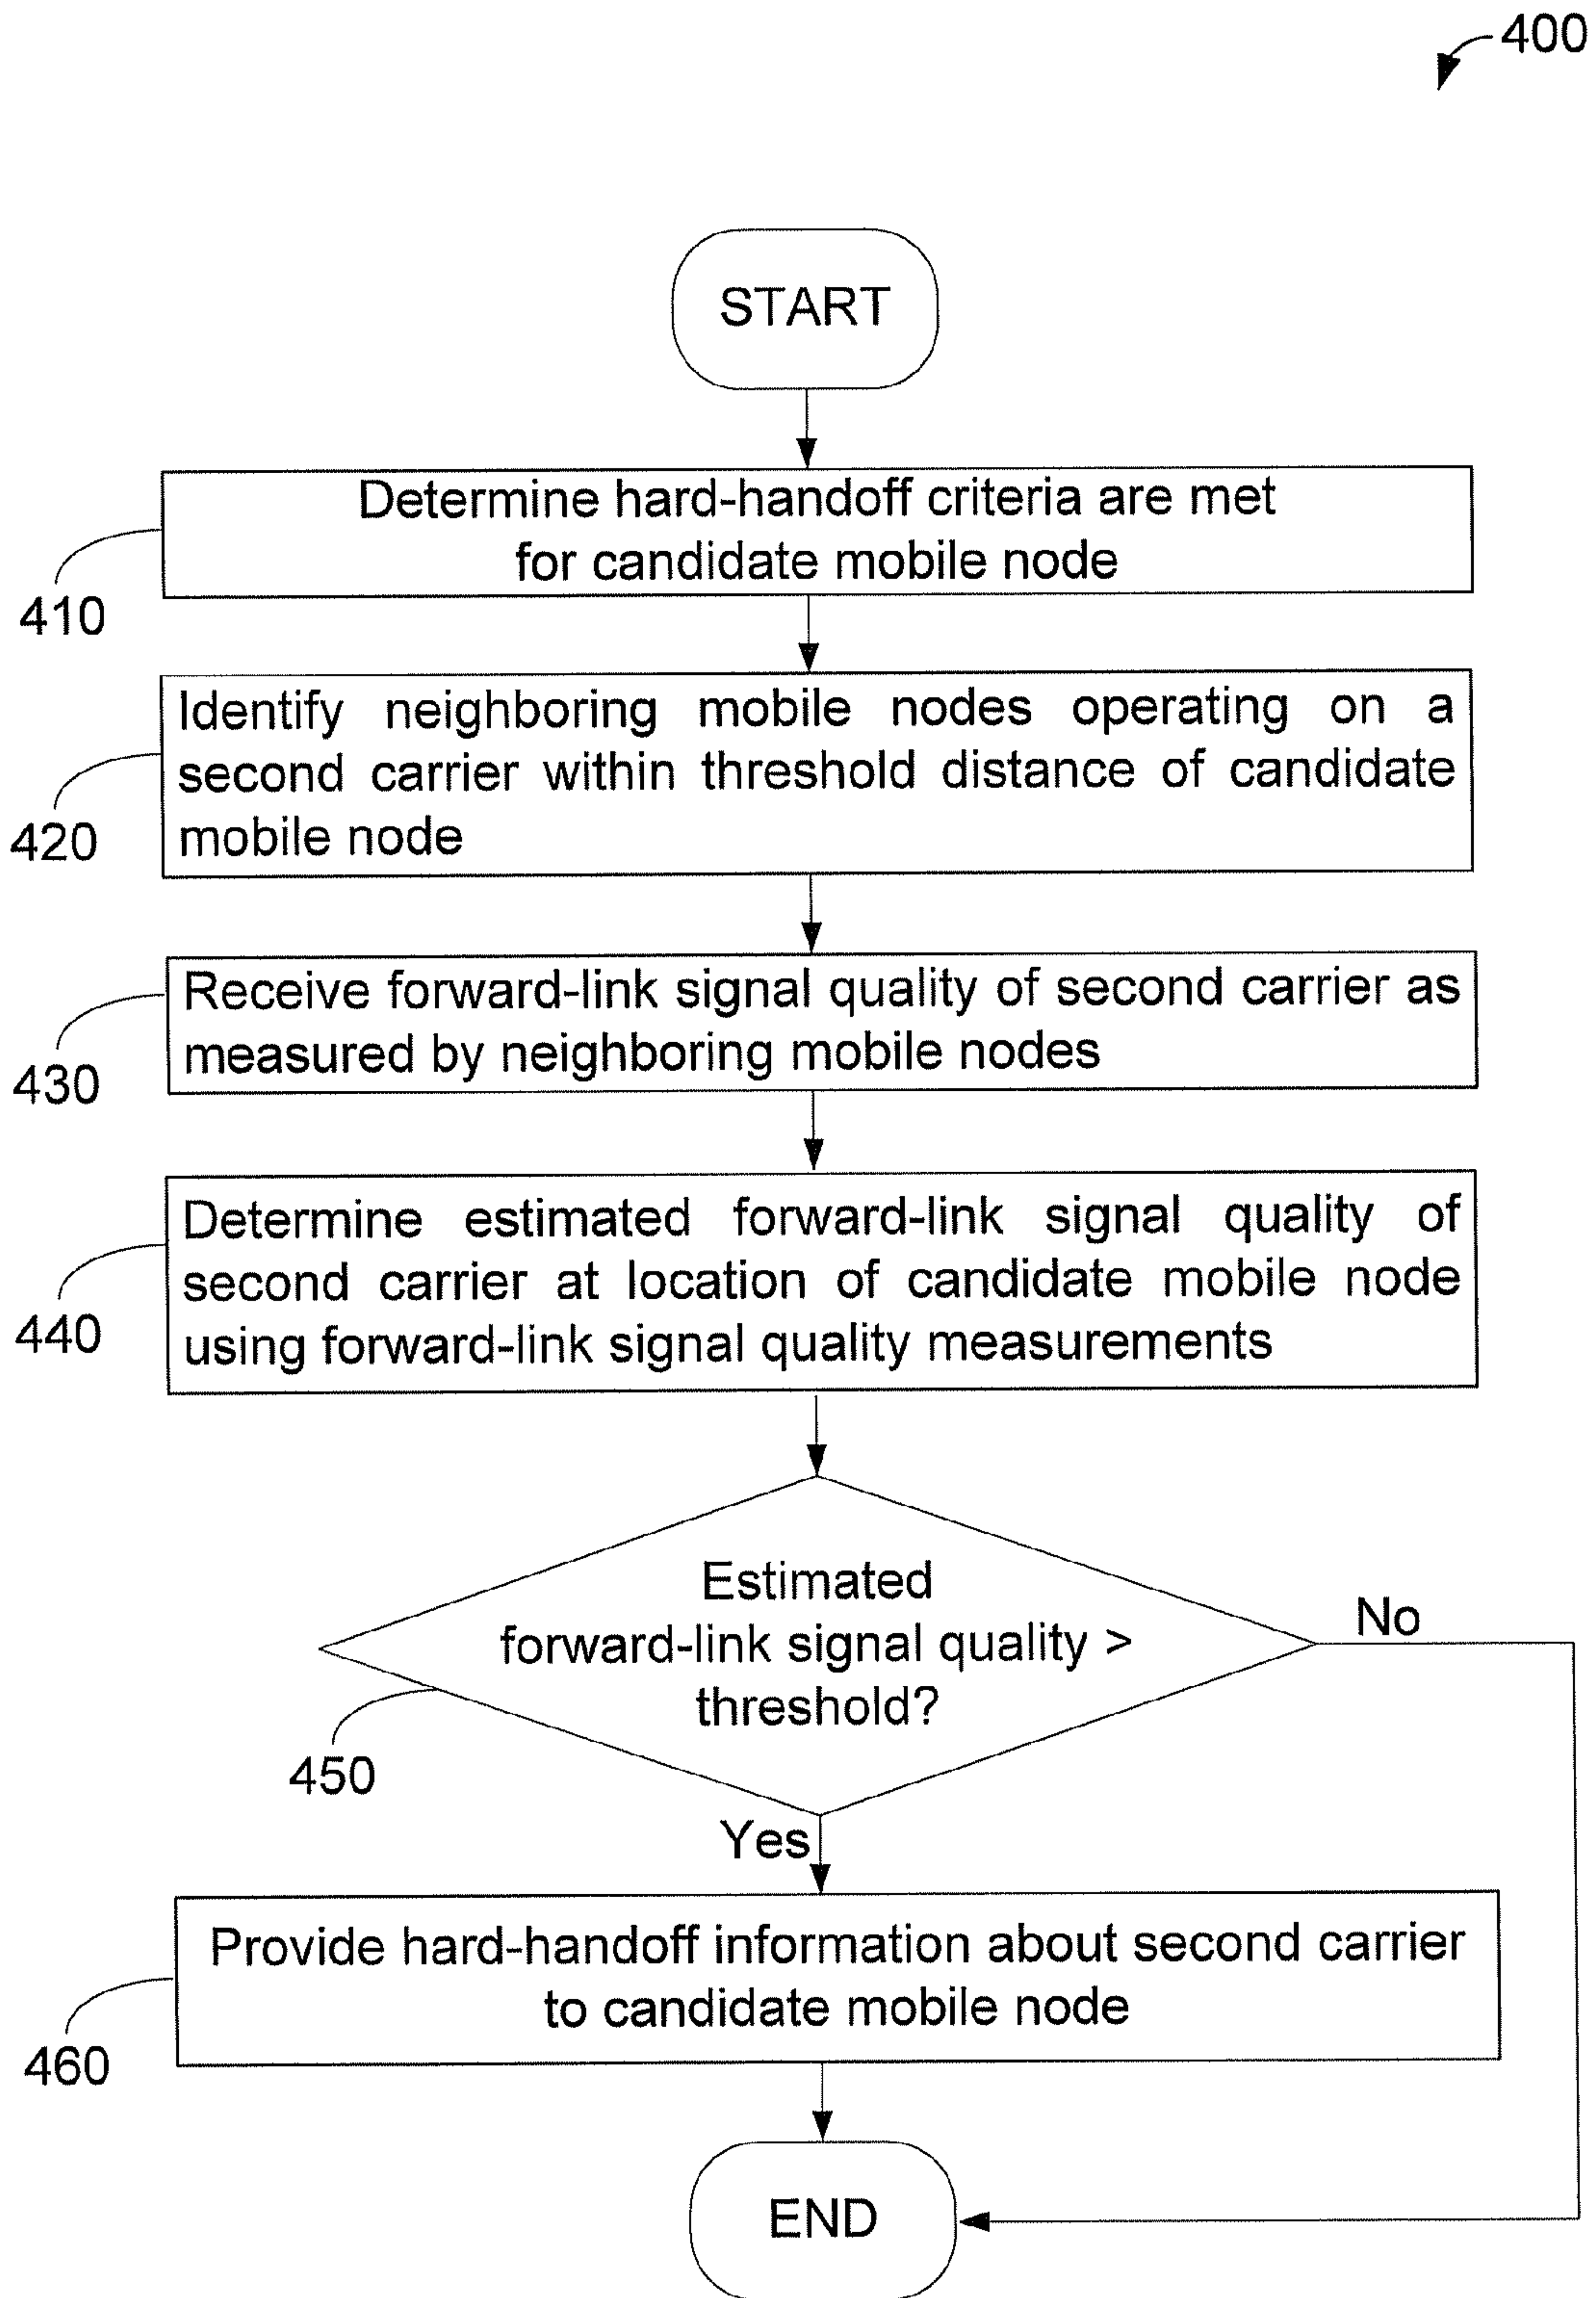 400
START
Determine hard-handoff criteria are met
for candidate mobile node
410
Identify neighboring mobile nodes operating on a
second carrier within threshold distance of candidate
mobile node
420
Receive forward-link signal quality of second carrier as
measured by neighboring mobile nodes
430
Determine estimated forward-link signal quality of
second carrier at location of candidate mobile node
using forward-link signal quality measurements
440
Estimated
forward-link signal quality >
threshold?
No
450
Yes
Provide hard-handoff information about second carrier
to candidate mobile node
460
END